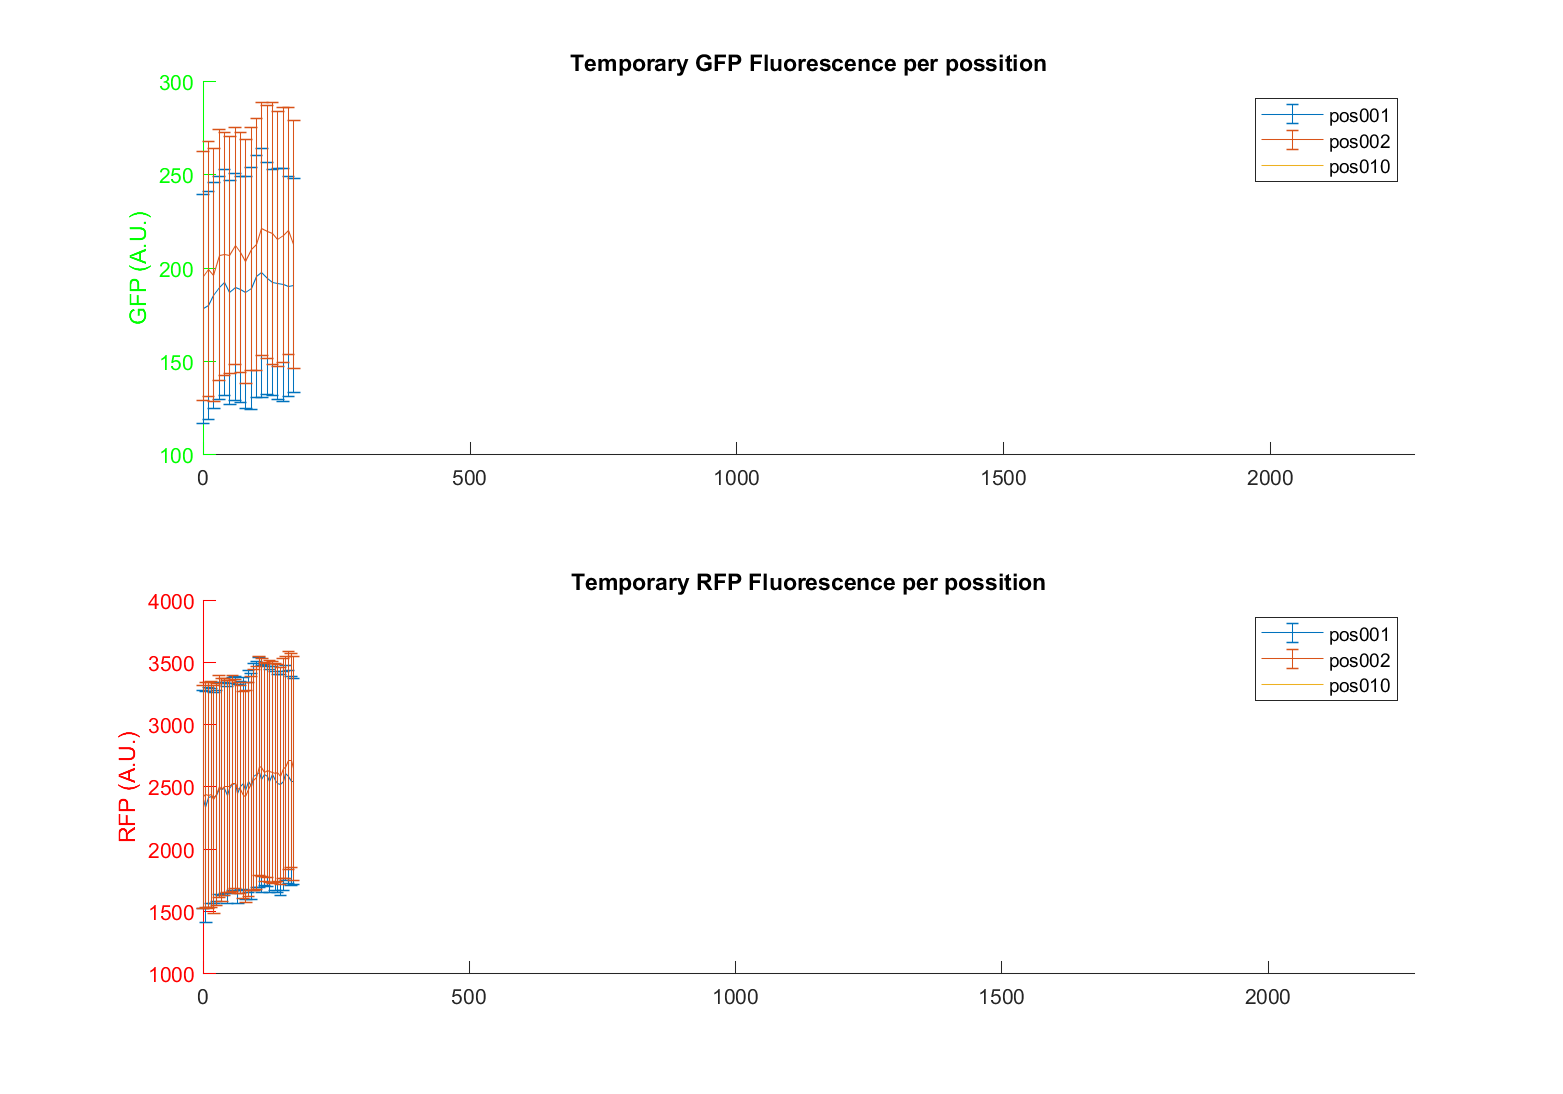 Temporary GFP Fluorescence per possition
300
250
200
150
100
GFP (A.U.)
0 500 1000 1500 2000
pos001
pos002
pos010
Temporary RFP Fluorescence per possition
4000
3500
3000
2500
2000
1500
1000
RFP (A.U.)
0 500 1000 1500 2000
pos001
pos002
pos010